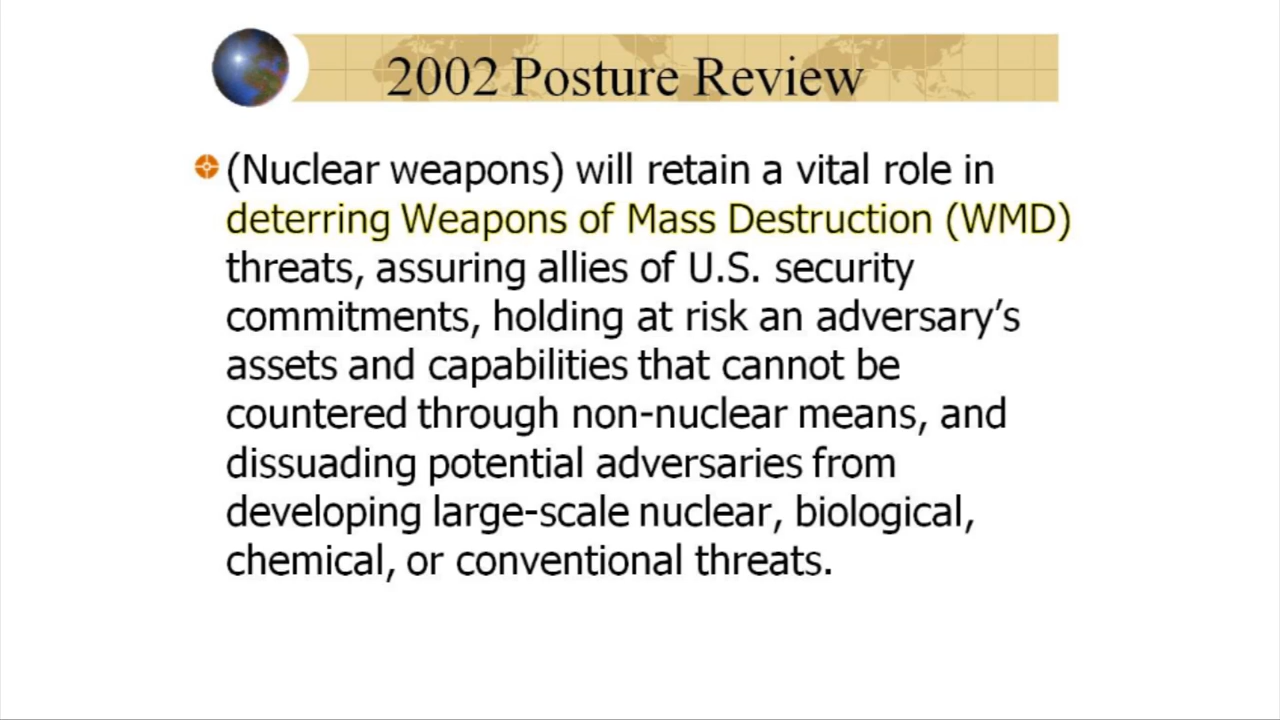 2002 Posture Review
(Nuclear weapons) will retain a vital role in
deterring Weapons of Mass Destruction (WMD)
threats, assuring allies of U.S. security
commitments, holding at risk an adversary’s
assets and capabilities that cannot be
countered through non-nuclear means, and
dissuading potential adversaries from
developing large-scale nuclear, biological,
chemical, or conventional threats.